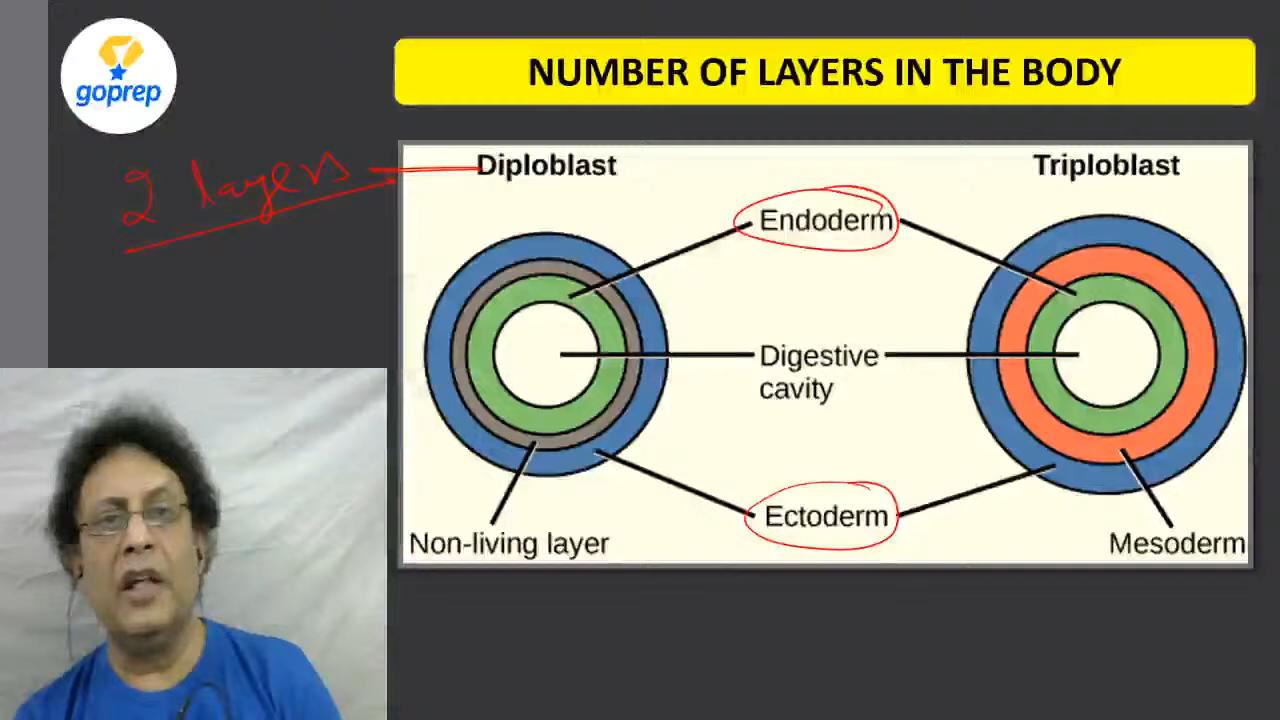 goprep
NUMBER OF LAYERS IN THE BODY
2 layers
Diploblast
Triploblast
Endoderm
Digestive
cavity
Ectoderm
Non-living layer
Mesoderm